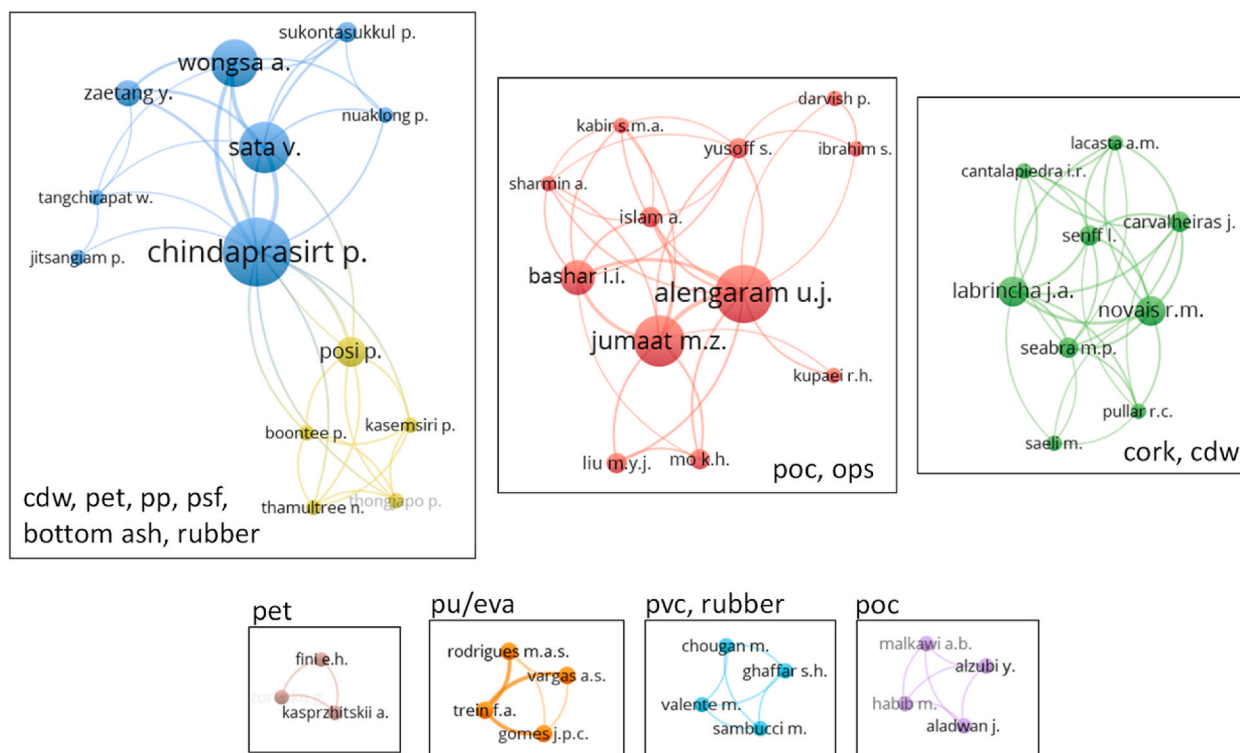 sukontasukkul p.
wongsa a.
zaetang y.
nuaklong p.
sata v.
tangchirapat w.
chindaprasirt p.
jitsangiam p.
posi p.
kasemsiri p.
boontee p.
thongjapo p.
thamultree n.
cdw, pet, pp, psf,
bottom ash, rubber
darvish p.
kabir s.m.a.
yusoff s.
ibrahim s.
sharmin a.
islam a.
bashar i.i.
alengaram u.j.
jumaat m.z.
kupaei r.h.
liu m.y.j.
mo k.h.
poc, ops
lacasta a.m.
cantalapiedra i.r.
carvalheiras j.
senff l.
labrincha j.a.
novais r.m.
seabra m.p.
pullar r.c.
saeli m.
cork, cdw
pet
fini e.h.
kasprzhitskii a.
pu/eva
rodrigues m.a.s.
vargas a.s.
trein f.a.
gomes j.p.c.
pvc, rubber
chougan m.
ghaffar s.h.
valente m.
sambucci m.
poc
malkawi a.b.
alzubi y.
habib m.
aladwan j.